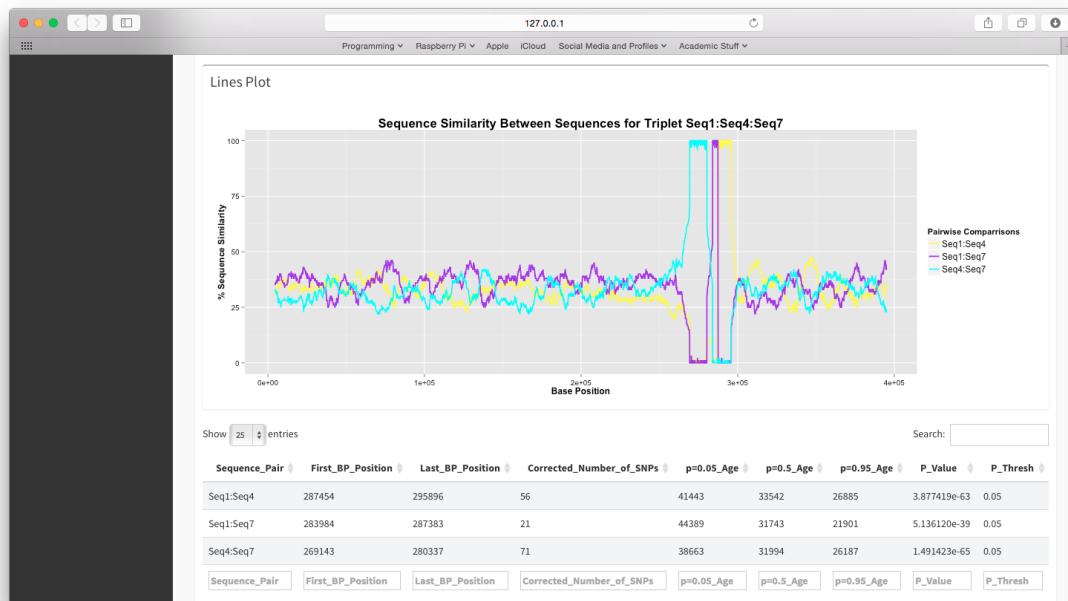 127.0.0.1
Programming Raspberry Pi Apple iCloud Social Media and Profiles Academic Stuff
Lines Plot
Sequence Similarity Between Sequences for Triplet Seq1:Seq4:Seq7
% Sequence Similarity
100
75
50
25
0
0e+00 1e+05 2e+05 3e+05 4e+05
Base Position
Pairwise Comparrisons
Seq1:Seq4
Seq1:Seq7
Seq4:Seq7
Show 25 entries Search:
Sequence_Pair First_BP_Position Last_BP_Position Corrected_Number_of_SNPs p=0.05_Age p=0.5_Age p=0.95_Age P_Value P_Thresh
Seq1:Seq4 287454 295896 56 41443 33542 26885 3.877419e-63 0.05
Seq1:Seq7 283984 287383 21 44389 31743 21901 5.136120e-39 0.05
Seq4:Seq7 269143 280337 71 38663 31994 26187 1.491423e-65 0.05
Sequence_Pair First_BP_Position Last_BP_Position Corrected_Number_of_SNPs p=0.05_Age p=0.5_Age p=0.95_Age P_Value P_Thresh